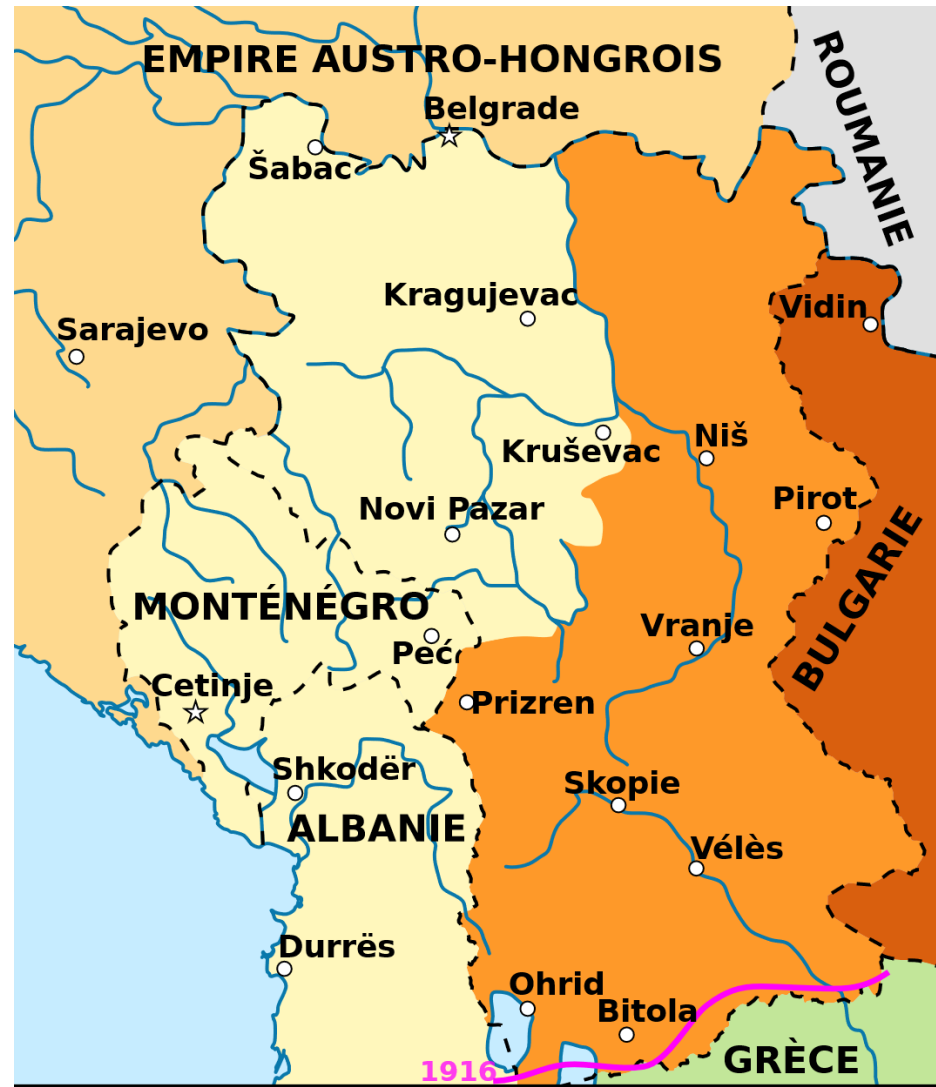 EMPIRE AUSTRO-HONGROIS
ROUMANIE
Belgrade
Šabac
Kragujevac
Vidin
Sarajevo
Niš
Kruševac
Pirot
Novi Pazar
BULGARIE
MONTÉNÉGRO
Vranje
Peć
Cetinje
Prizren
Shkodër
Skopie
ALBANIE
Vélès
Durrës
Ohrid
Bitola
GRÈCE
1916